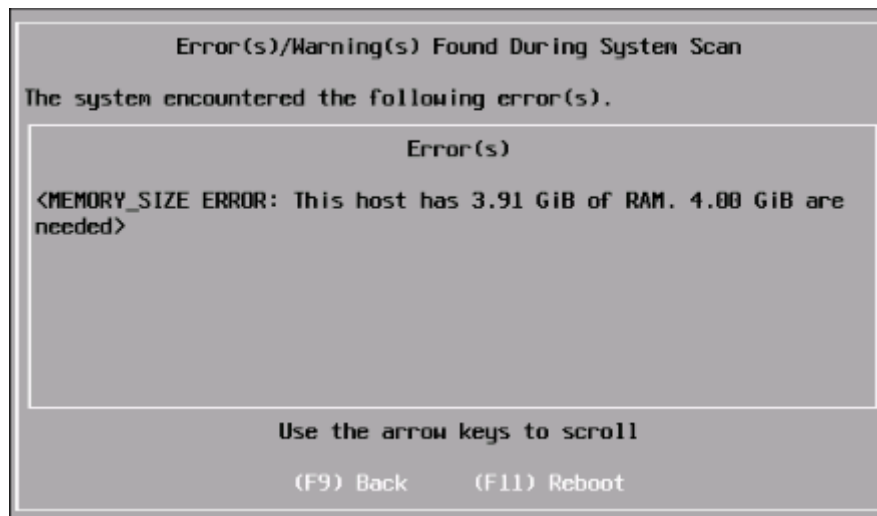 Error(s)/Warning(s) Found During System Scan
The system encountered the following error(s).
Error(s)
<MEMORY_SIZE ERROR: This host has 3.91 GiB of RAM. 4.00 GiB are
needed>
Use the arrow keys to scroll
(F9) Back (F11) Reboot